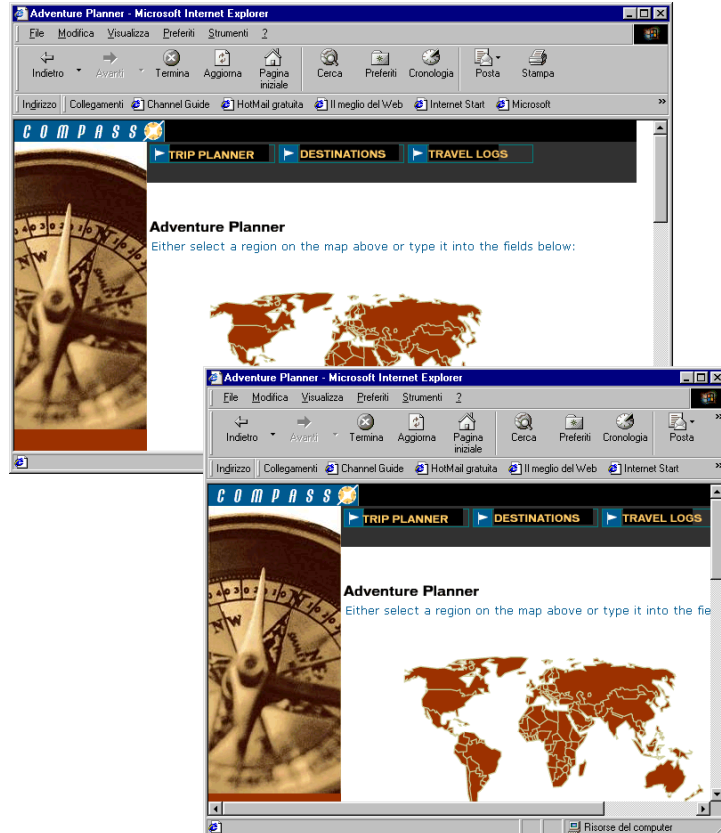 Adventure Planner - Microsoft Internet Explorer
File Modifica Visualizza Preferiti Strumenti ?
Indietro Avanti Termina Aggiorna Pagina iniziale Cerca Preferiti Cronologia Posta Stampa
Indirizzo Collegamenti Channel Guide HotMail gratuita Il meglio del Web Internet Start Microsoft »
COMPASS
TRIP PLANNER DESTINATIONS TRAVEL LOGS
Adventure Planner
Either select a region on the map above or type it into the fields below:
Adventure Planner - Microsoft Internet Explorer
File Modifica Visualizza Preferiti Strumenti ?
Indietro Avanti Termina Aggiorna Pagina iniziale Cerca Preferiti Cronologia Posta »
Indirizzo Collegamenti Channel Guide HotMail gratuita Il meglio del Web Internet Start »
COMPASS
TRIP PLANNER DESTINATIONS TRAVEL LOGS
Adventure Planner
Either select a region on the map above or type it into the fie
Risorse del computer